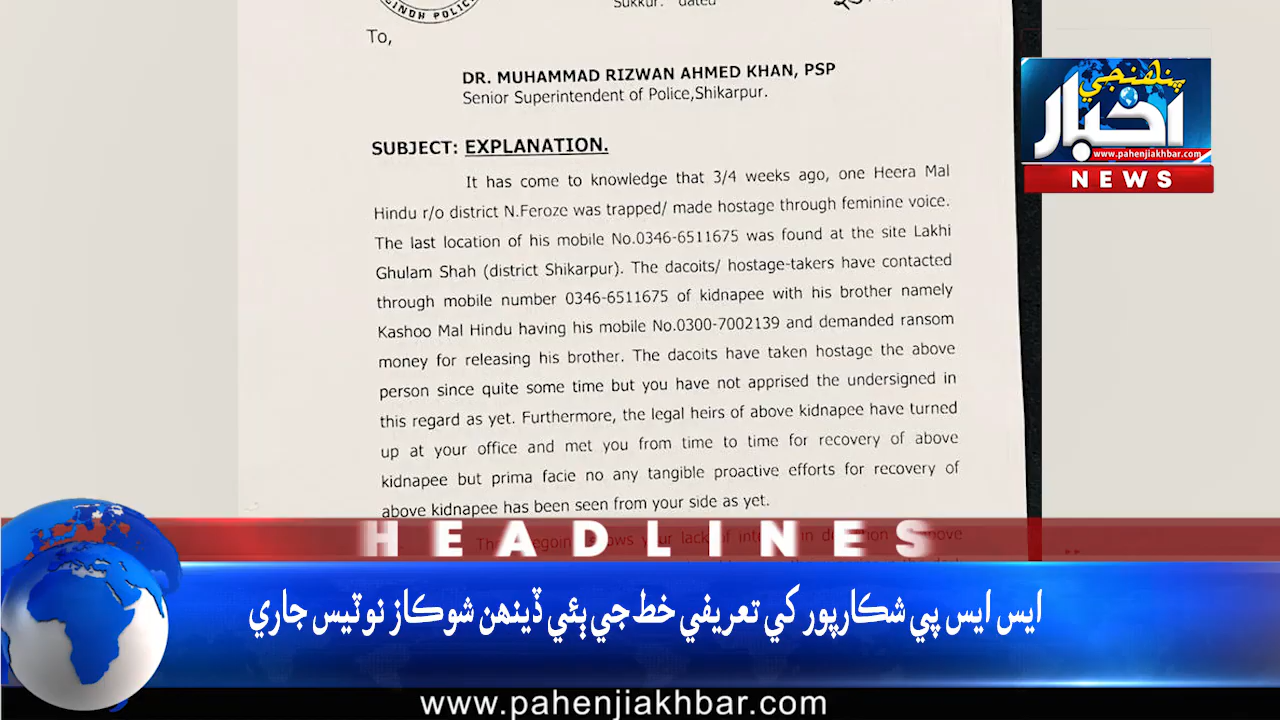 SINDH POLICE
Sukkur. dated
To,
DR. MUHAMMAD RIZWAN AHMED KHAN, PSP
Senior Superintendent of Police,Shikarpur.
SUBJECT: EXPLANATION.
It has come to knowledge that 3/4 weeks ago, one Heera Mal
Hindu r/o district N.Feroze was trapped/ made hostage through feminine voice.
The last location of his mobile No.0346-6511675 was found at the site Lakhi
Ghulam Shah (district Shikarpur). The dacoits/ hostage-takers have contacted
through mobile number 0346-6511675 of kidnapee with his brother namely
Kashoo Mal Hindu having his mobile No.0300-7002139 and demanded ransom
money for releasing his brother. The dacoits have taken hostage the above
person since quite some time but you have not apprised the undersigned in
this regard as yet. Furthermore, the legal heirs of above kidnapee have turned
up at your office and met you from time to time for recovery of above
kidnapee but prima facie no any tangible proactive efforts for recovery of
above kidnapee has been seen from your side as yet.
پنهنجي
اخبار
www.pahenjiakhbar.com
NEWS
HEADLINES
ايس ايس پي شڪارپور کي تعريفي خط جي ٻئي ڏينهن شوڪاز نوٽيس جاري
www.pahenjiakhbar.com